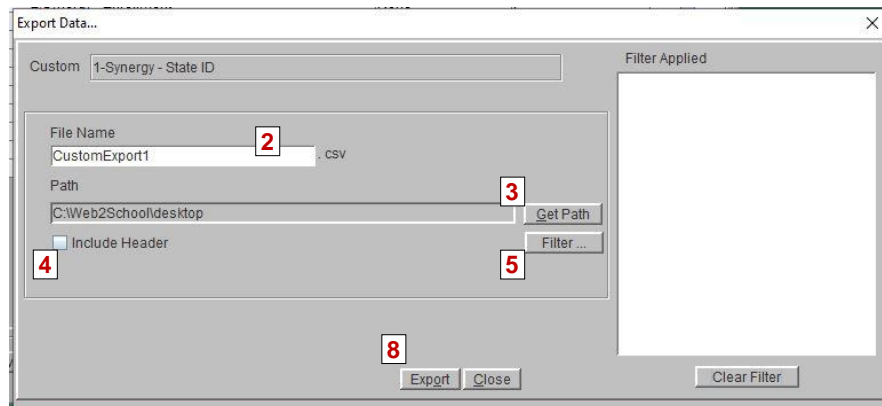 Export Data...
Custom 1-Synergy - State ID
Filter Applied
File Name
2
CustomExport1 . csv
Path
3
C:\Web2School\desktop Get Path
Include Header Filter ...
4 5
8
Export Close Clear Filter